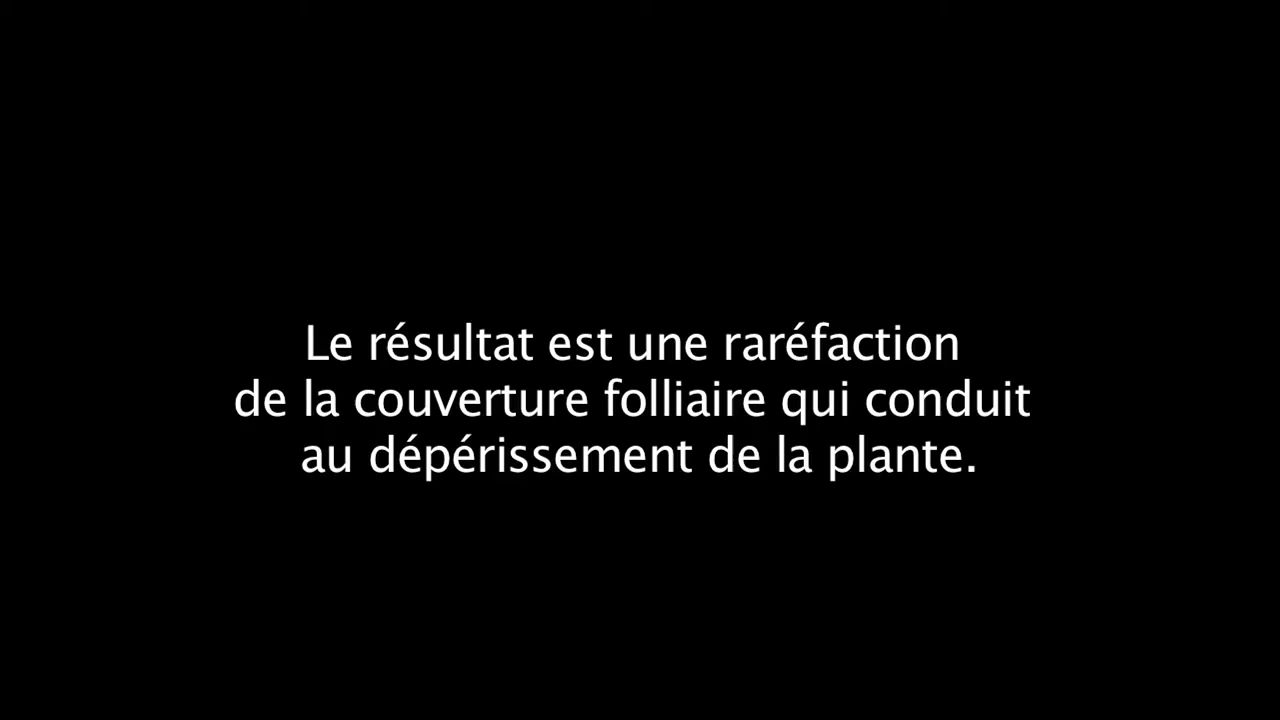 Le résultat est une raréfaction
de la couverture folliaire qui conduit
au dépérissement de la plante.